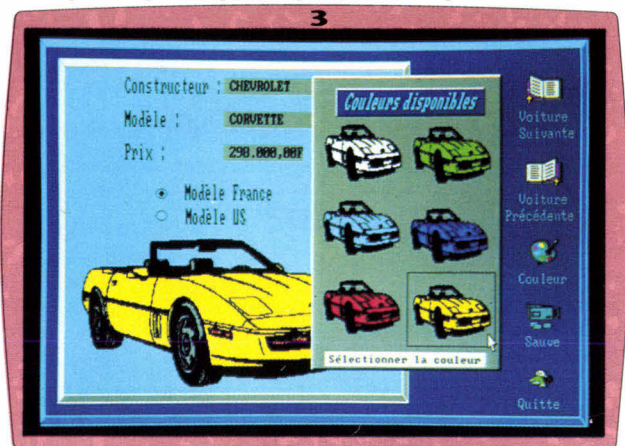 3
Constructeur : CHEVROLET
Modèle : CORVETTE
Prix : 290.000,00F
Modèle France
Modèle US
Couleurs disponibles
Sélectionner la couleur
Voiture
Suivante
Voiture
Précédente
Couleur
Sauve
Quitte